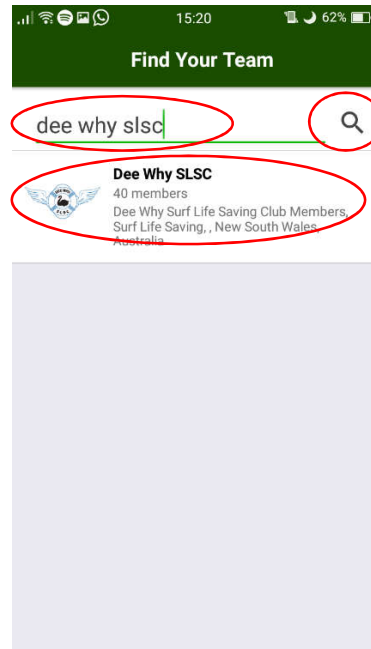 15:20
62%
Find Your Team
dee why slsc
Dee Why SLSC
40 members
Dee Why Surf Life Saving Club Members,
Surf Life Saving, , New South Wales,
Australia